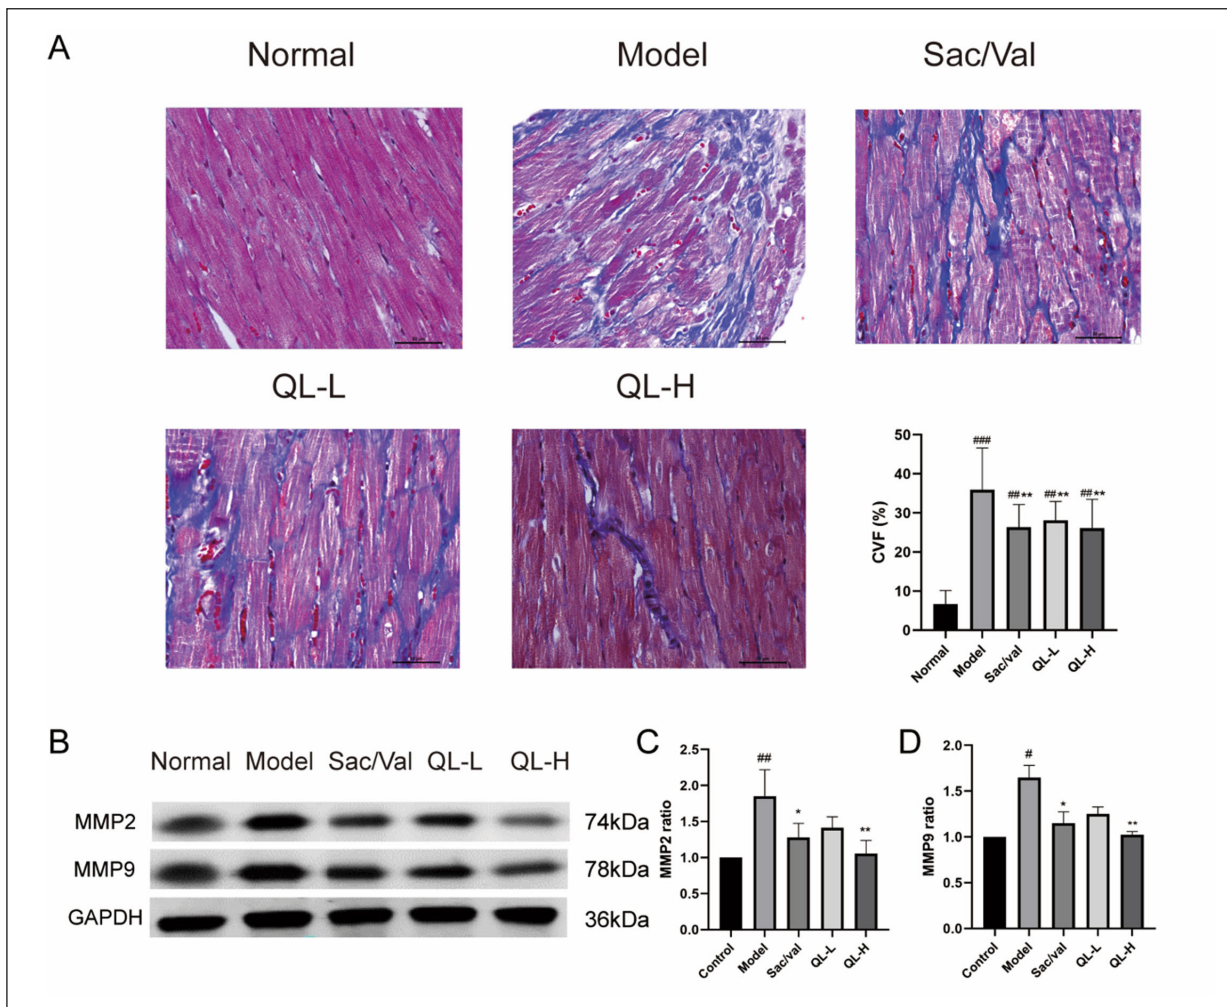 A
Normal Model Sac/Val
QL-L QL-H
CVF (%)
50
40
30
20
10
0
###
##** ##** ##**
Normal Model Sac/val QL-L QL-H
B
Normal Model Sac/Val QL-L QL-H
MMP2 74kDa
MMP9 78kDa
GAPDH 36kDa
C
MMP2 ratio
2.5
2.0
1.5
1.0
0.5
0.0
##
* **
Control Model Sac/val QL-L QL-H
D
MMP9 ratio
2.0
1.5
1.0
0.5
0.0
#
* **
Control Model Sac/val QL-L QL-H